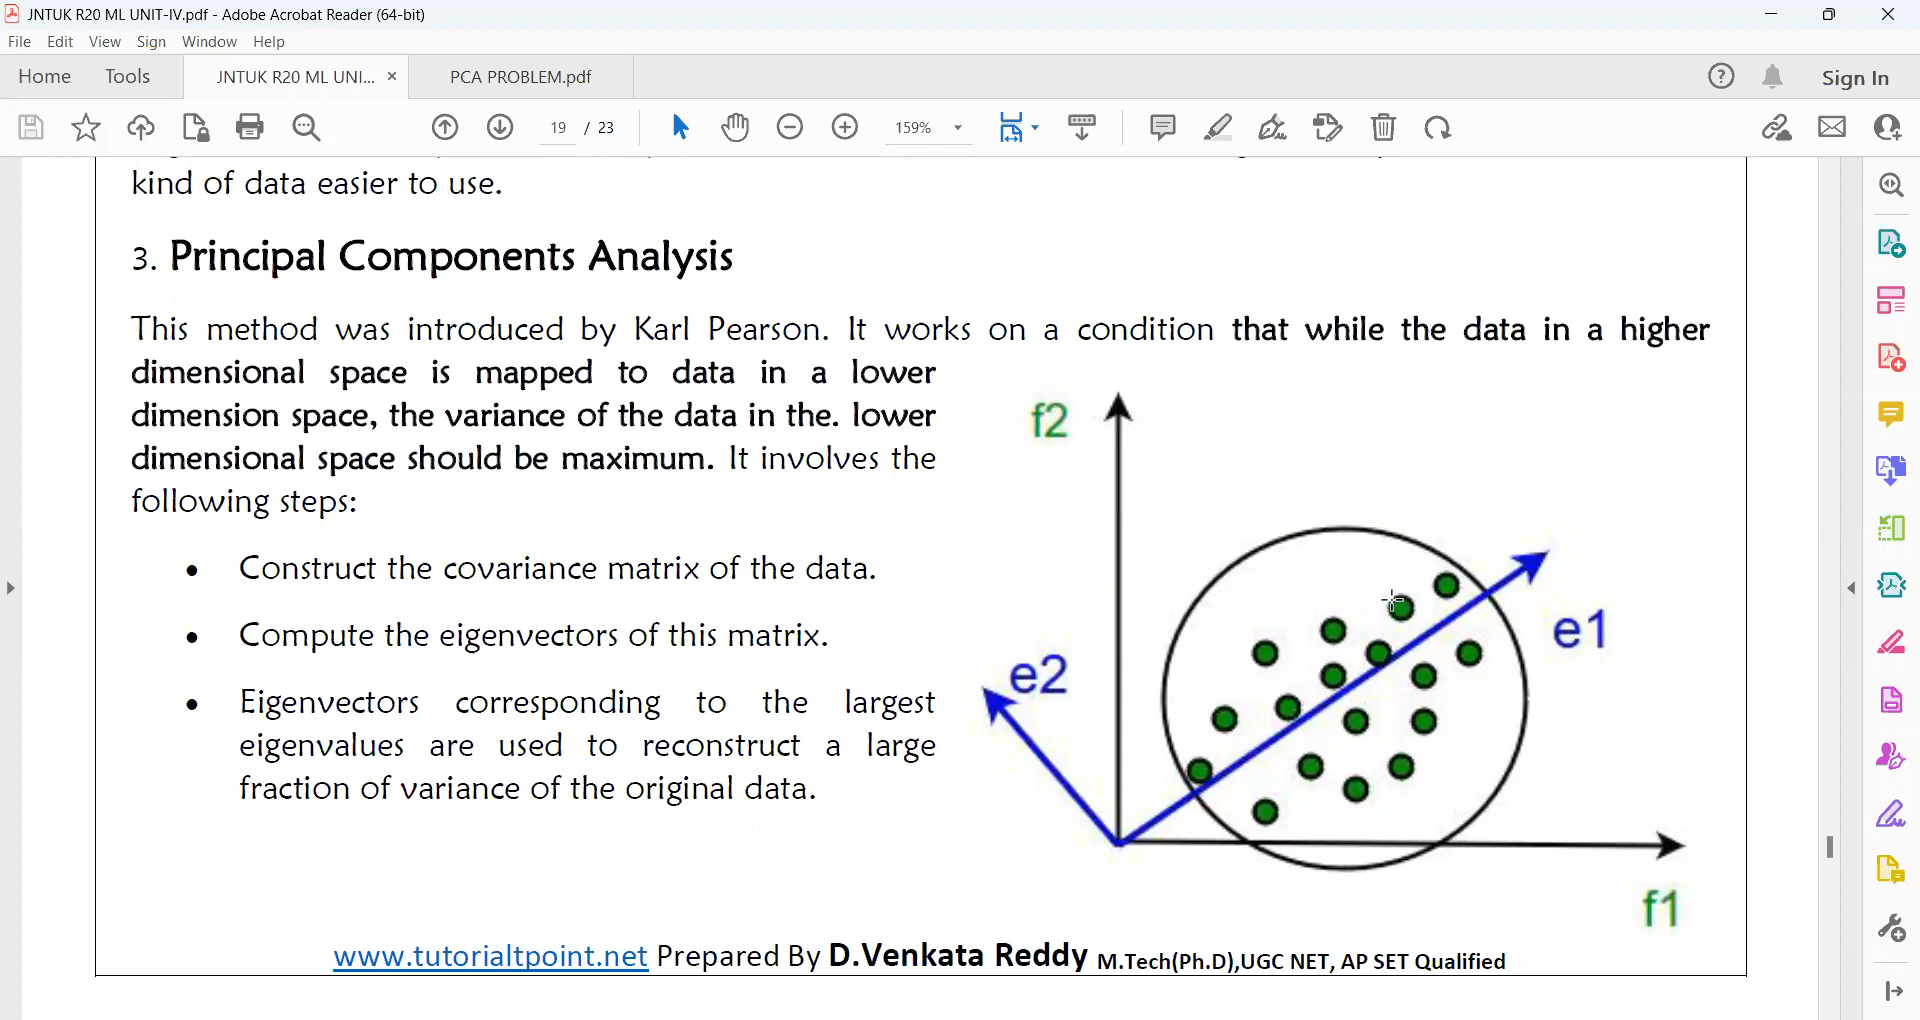 JNTUK R20 ML UNIT-IV.pdf - Adobe Acrobat Reader (64-bit)
File Edit View Sign Window Help
Home Tools JNTUK R20 ML UNI... × PCA PROBLEM.pdf Sign In
19 / 23 159%
kind of data easier to use.
3. Principal Components Analysis
This method was introduced by Karl Pearson. It works on a condition that while the data in a higher
dimensional space is mapped to data in a lower
dimension space, the variance of the data in the. lower
dimensional space should be maximum. It involves the
following steps:
• Construct the covariance matrix of the data.
• Compute the eigenvectors of this matrix.
• Eigenvectors corresponding to the largest
eigenvalues are used to reconstruct a large
fraction of variance of the original data.
f2
e1
e2
f1
www.tutorialtpoint.net Prepared By D.Venkata Reddy M.Tech(Ph.D),UGC NET, AP SET Qualified